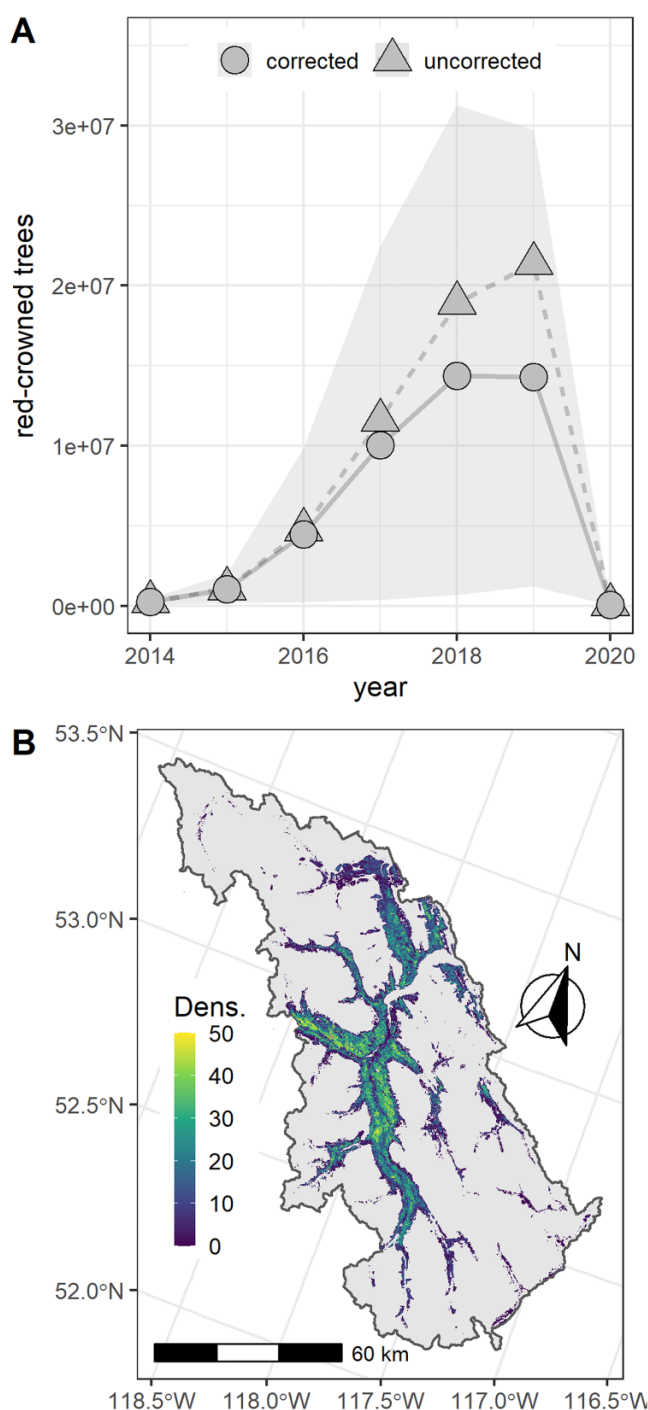 A
corrected uncorrected
3e+07
2e+07
1e+07
0e+00
red-crowned trees
2014 2016 2018 2020
year
B
53.5°N
53.0°N
52.5°N
52.0°N
N
Dens.
50
40
30
20
10
0
60 km
118.5°W 118.0°W 117.5°W 117.0°W 116.5°W